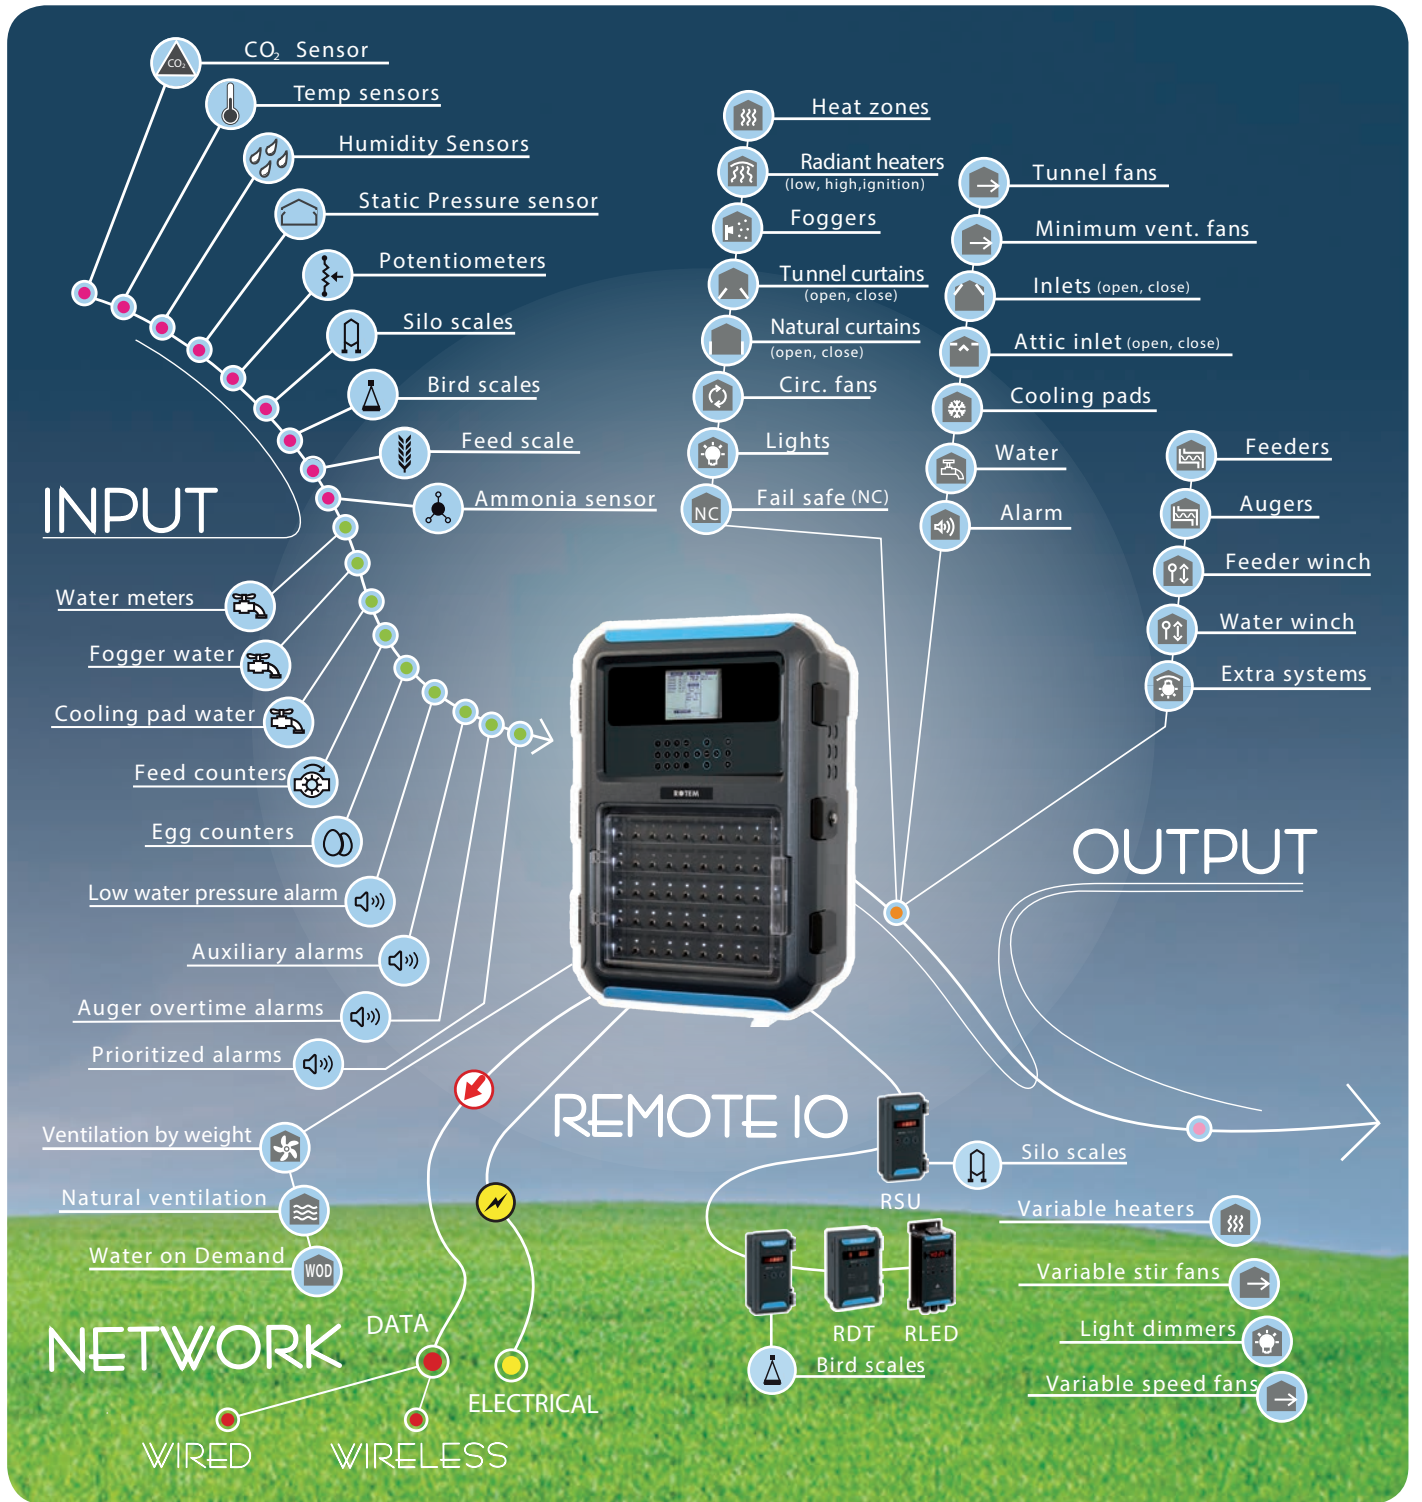 CO₂ Sensor
CO₂
Temp sensors
Humidity Sensors
Static Pressure sensor
Potentiometers
Silo scales
Bird scales
Feed scale
Ammonia sensor
INPUT
Water meters
Fogger water
Cooling pad water
Feed counters
Egg counters
Low water pressure alarm
Auxiliary alarms
Auger overtime alarms
Prioritized alarms
Ventilation by weight
Natural ventilation
Water on Demand
WOD
Heat zones
Radiant heaters
(low, high,ignition)
Foggers
Tunnel curtains
(open, close)
Natural curtains
(open, close)
Circ. fans
Lights
Fail safe (NC)
NC
Tunnel fans
Minimum vent. fans
Inlets (open, close)
Attic inlet (open, close)
Cooling pads
Water
Alarm
Feeders
Augers
Feeder winch
Water winch
Extra systems
ROTEM
OUTPUT
REMOTE IO
RSU
Silo scales
RDT
RLED
Bird scales
Variable heaters
Variable stir fans
Light dimmers
Variable speed fans
NETWORK
DATA
ELECTRICAL
WIRED
WIRELESS